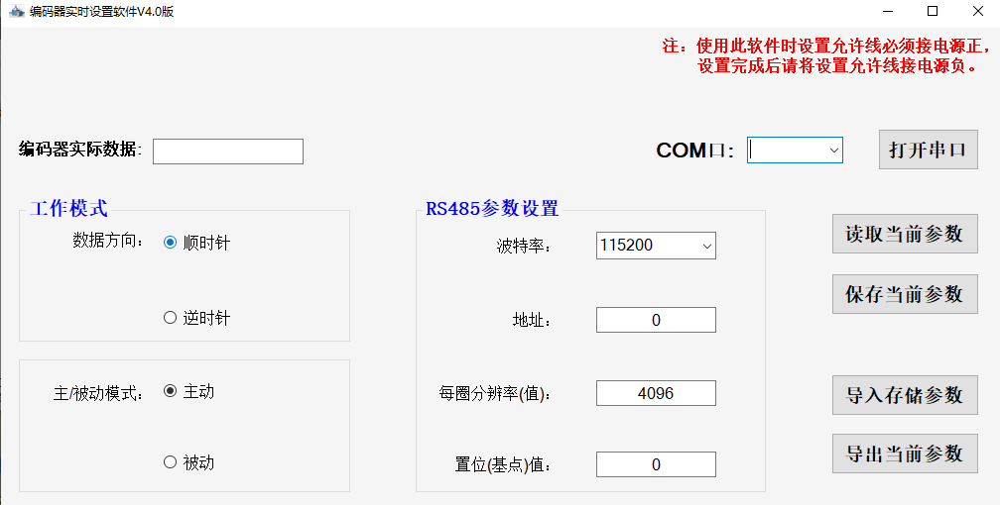 编码器实时设置软件V4.0版
注：使用此软件时设置允许线必须接电源正，
设置完成后请将设置允许线接电源负。
编码器实际数据:
COM口:
打开串口
工作模式
数据方向：
顺时针
逆时针
主/被动模式：
主动
被动
RS485参数设置
波特率：
115200
地址：
0
每圈分辨率(值)：
4096
置位(基点)值：
0
读取当前参数
保存当前参数
导入存储参数
导出当前参数